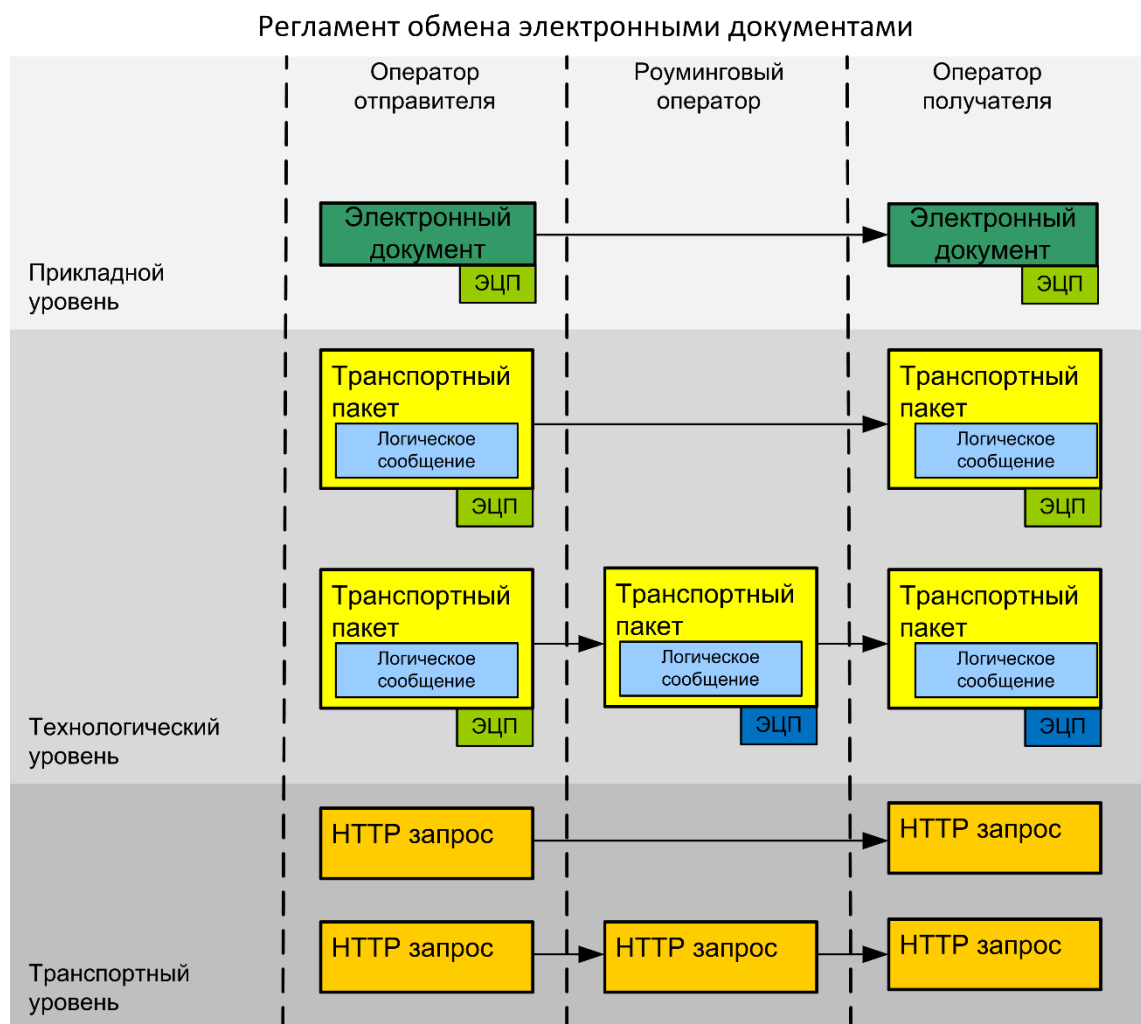 Регламент обмена электронными документами
Оператор
отправителя
Роуминговый
оператор
Оператор
получателя
Прикладной
уровень
Электронный
документ
ЭЦП
Электронный
документ
ЭЦП
Технологический
уровень
Транспортный
пакет
Логическое
сообщение
ЭЦП
Транспортный
пакет
Логическое
сообщение
ЭЦП
Транспортный
пакет
Логическое
сообщение
ЭЦП
Транспортный
пакет
Логическое
сообщение
ЭЦП
Транспортный
пакет
Логическое
сообщение
ЭЦП
Транспортный
уровень
HTTP запрос
HTTP запрос
HTTP запрос
HTTP запрос
HTTP запрос